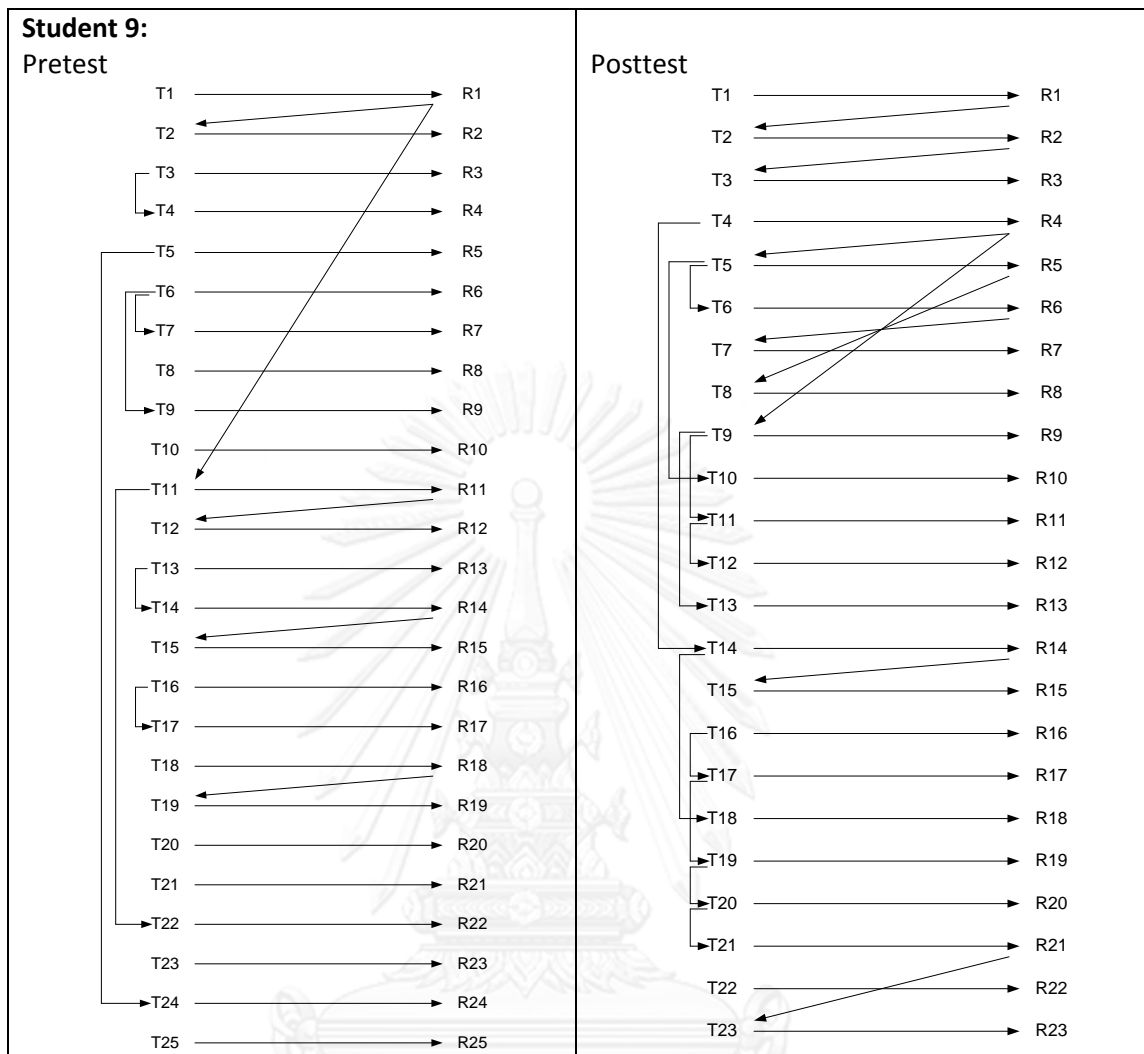 Student 9:
Pretest
T1 R1
T2 R2
T3 R3
T4 R4
T5 R5
T6 R6
T7 R7
T8 R8
T9 R9
T10 R10
T11 R11
T12 R12
T13 R13
T14 R14
T15 R15
T16 R16
T17 R17
T18 R18
T19 R19
T20 R20
T21 R21
T22 R22
T23 R23
T24 R24
T25 R25
Posttest
T1 R1
T2 R2
T3 R3
T4 R4
T5 R5
T6 R6
T7 R7
T8 R8
T9 R9
T10 R10
T11 R11
T12 R12
T13 R13
T14 R14
T15 R15
T16 R16
T17 R17
T18 R18
T19 R19
T20 R20
T21 R21
T22 R22
T23 R23